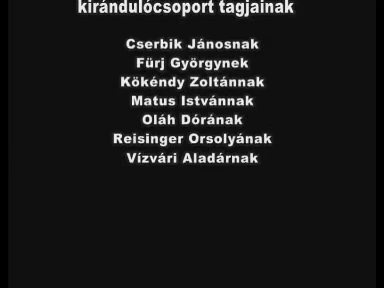 kirándulócsoport tagjainak
Cserbik Jánosnak
Fürj Györgynek
Kökéndy Zoltánnak
Matus Istvánnak
Oláh Dórának
Reisinger Orsolyának
Vízvári Aladárnak